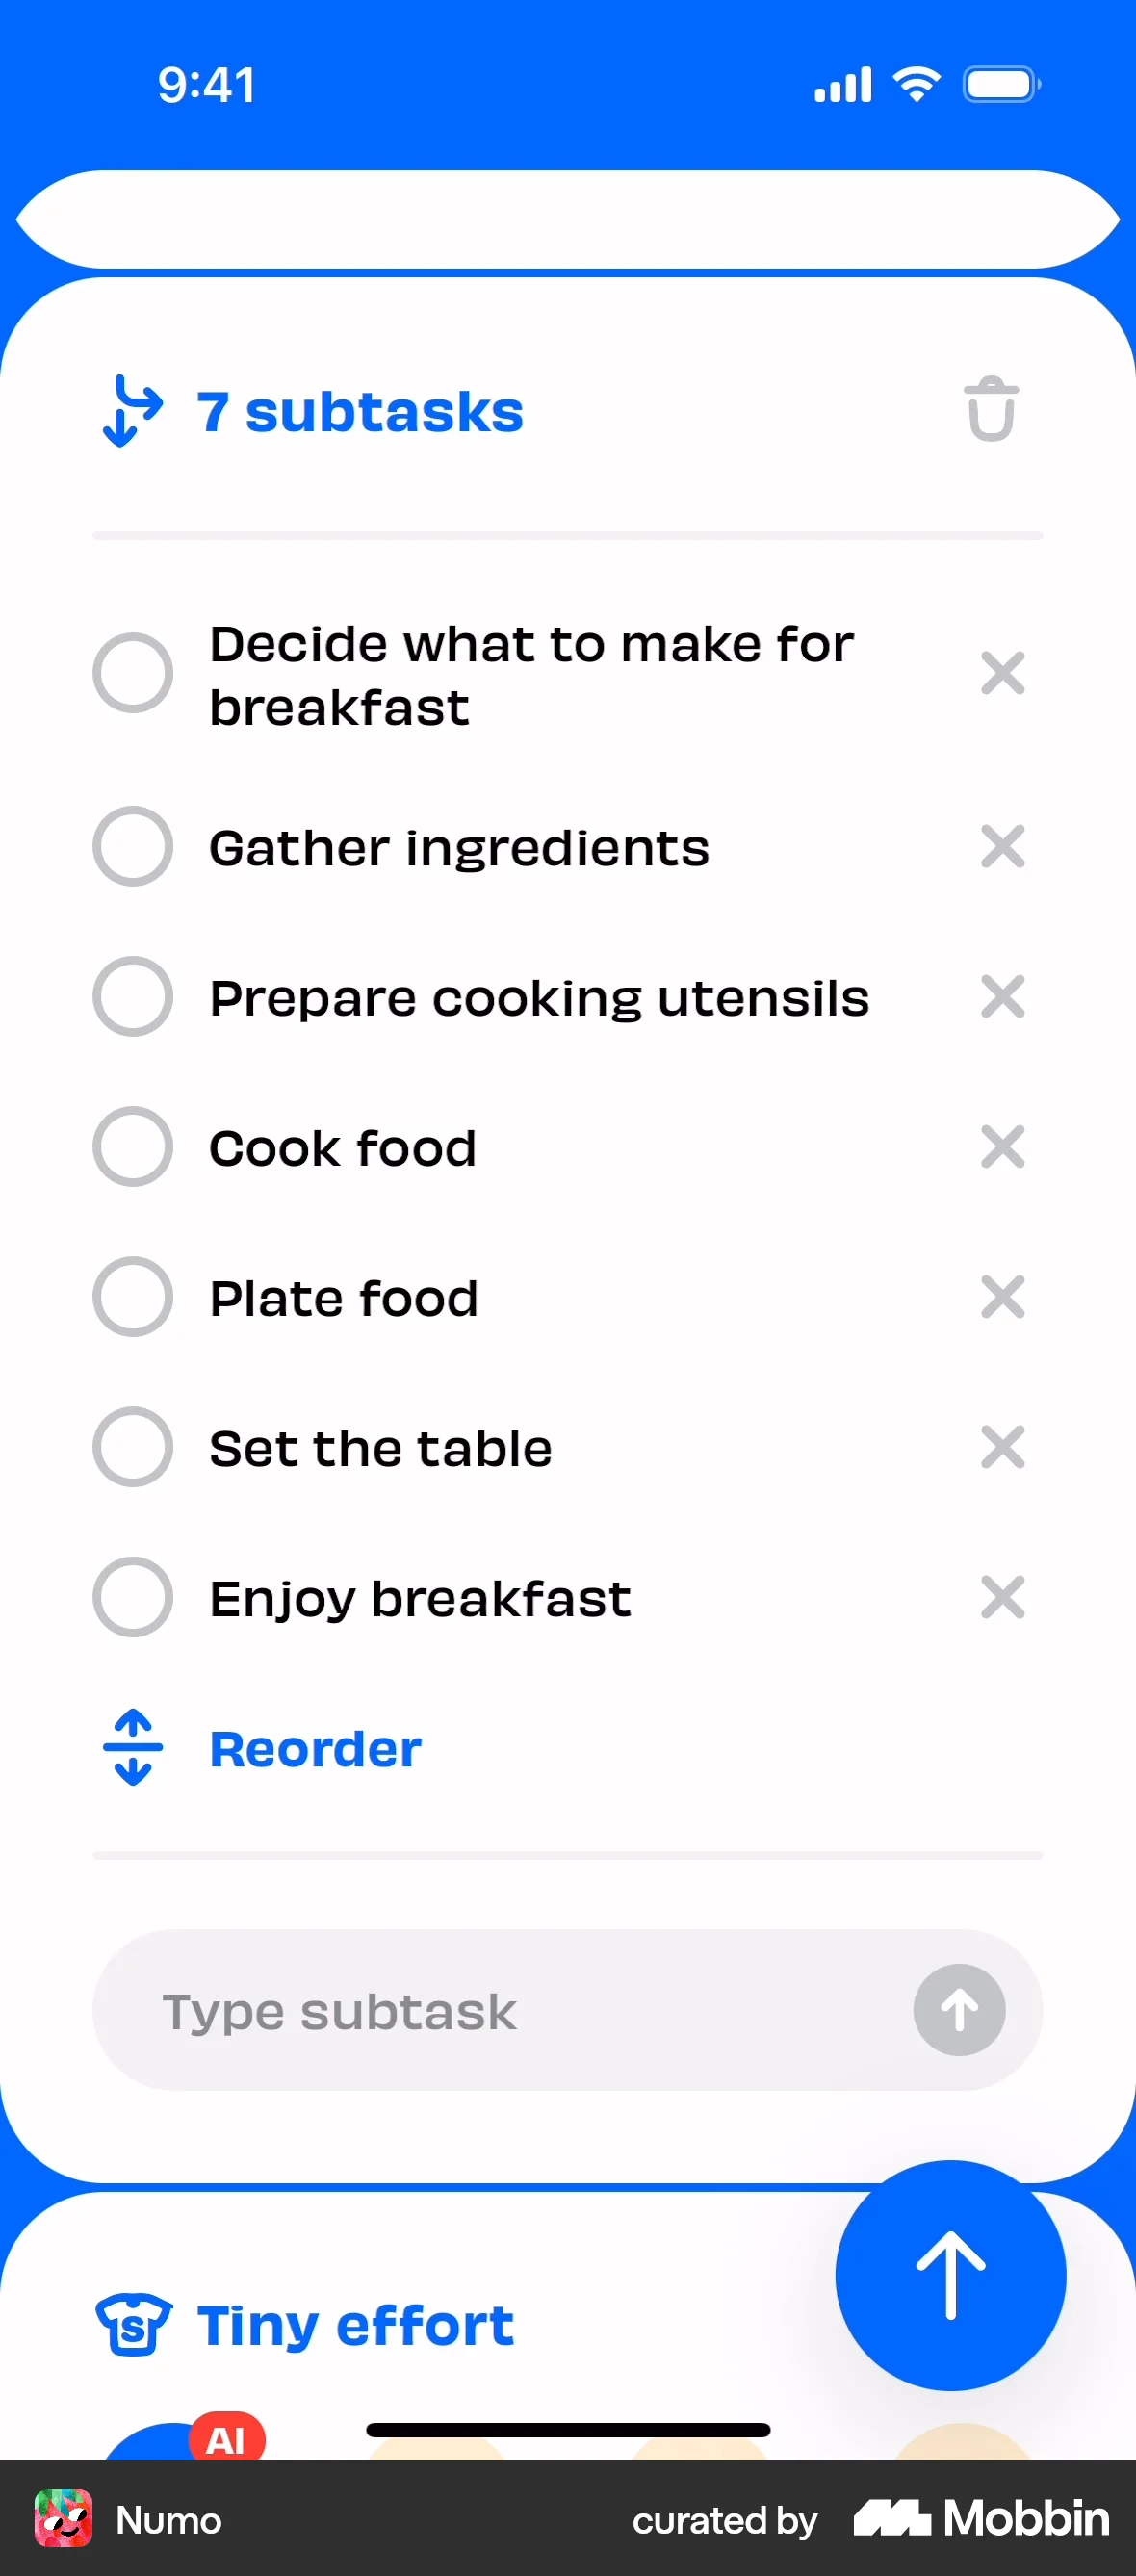 9:41
7 subtasks
Decide what to make for
breakfast
Gather ingredients
Prepare cooking utensils
Cook food
Plate food
Set the table
Enjoy breakfast
Reorder
Type subtask
S
Tiny effort
AI
Numo
curated by Mobbin